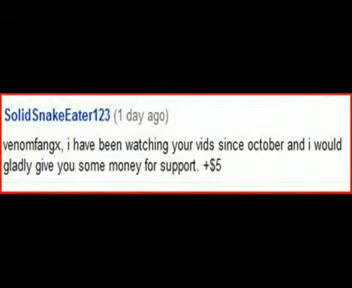 SolidSnakeEater123 (1 day ago)
venomfangx, i have been watching your vids since october and i would
gladly give you some money for support. +$5